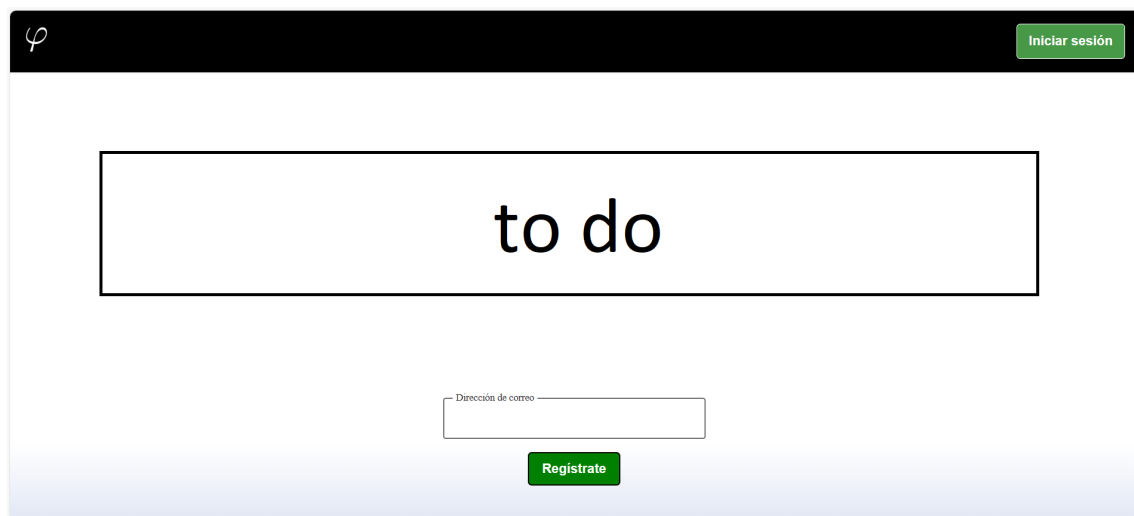 φ
Iniciar sesión
to do
Dirección de correo
Regístrate